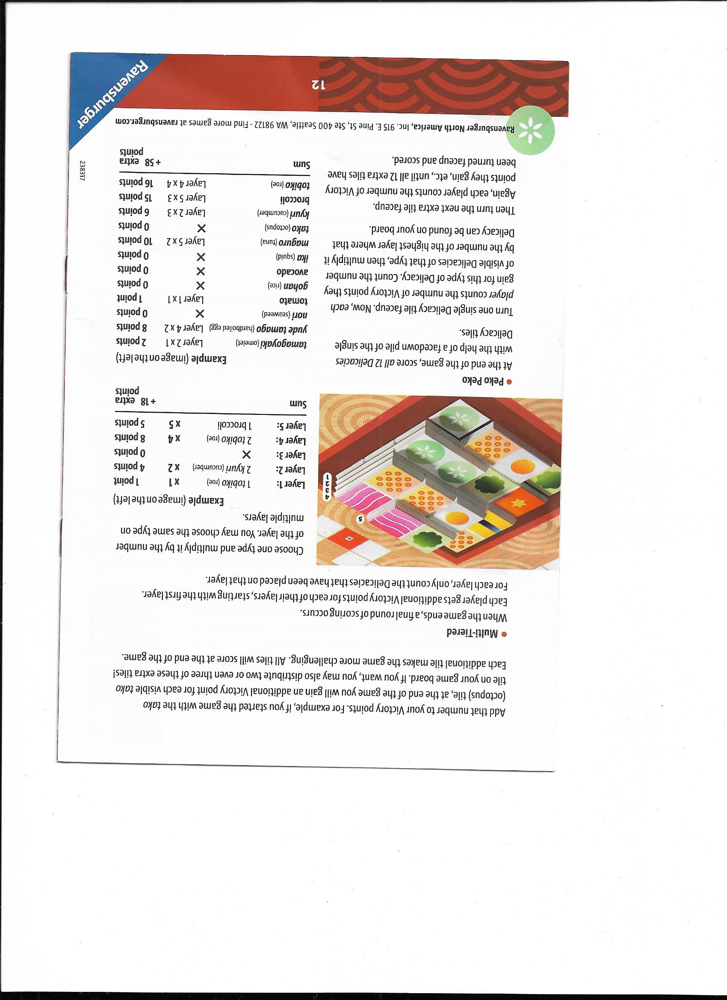 Add that number to your Victory points. For example, if you started the game with the tako
(octopus) tile, at the end of the game you will gain an additional Victory point for each visible tako
tile on your game board. If you want, you may also distribute two or even three of these extra tiles!
Each additional tile makes the game more challenging. All tiles will score at the end of the game.
• Multi-Tiered
When the game ends, a final round of scoring occurs.
Each player gets additional Victory points for each of their layers, starting with the first layer.
For each layer, only count the Delicacies that have been placed on that layer.
5
4
3
2
1
Choose one type and multiply it by the number
of the layer. You may choose the same type on
multiple layers.
Example (image on the left)
Layer 1: 1 tobiko (roe) x 1 1 point
Layer 2: 2 kyuri (cucumber) x 2 4 points
Layer 3: ✕ 0 points
Layer 4: 2 tobiko (roe) x 4 8 points
Layer 5: 1 broccoli x 5 5 points
Sum + 18 extra
points
• Peko Peko
At the end of the game, score all 12 Delicacies
with the help of a facedown pile of the single
Delicacy tiles.
Turn one single Delicacy tile faceup. Now, each
player counts the number of Victory points they
gain for this type of Delicacy. Count the number
of visible Delicacies of that type, then multiply it
by the number of the highest layer where that
Delicacy can be found on your board.
Then turn the next extra tile faceup.
Again, each player counts the number of Victory
points they gain, etc., until all 12 extra tiles have
been turned faceup and scored.
Example (image on the left)
tamagoyaki (omelet) Layer 2 x 1 2 points
yude tamago (hardboiled egg) Layer 4 x 2 8 points
nori (seaweed) ✕ 0 points
tomato Layer 1 x 1 1 point
gohan (rice) ✕ 0 points
avocado ✕ 0 points
ika (squid) ✕ 0 points
maguro (tuna) Layer 5 x 2 10 points
tako (octopus) ✕ 0 points
kyuri (cucumber) Layer 2 x 3 6 points
broccoli Layer 5 x 3 15 points
tobiko (roe) Layer 4 x 4 16 points
Sum + 58 extra
points
238317
Ravensburger North America, Inc. 915 E. Pine St, Ste 400 Seattle, WA 98122 - Find more games at ravensburger.com
12
Ravensburger